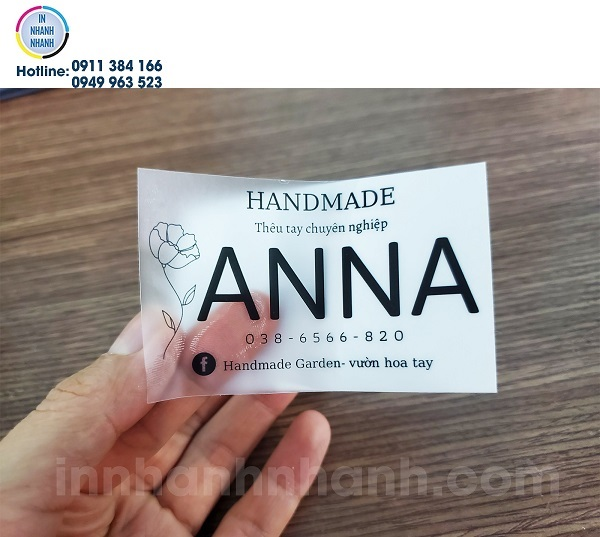 IN
NHANH
NHANH
Hotline: 0911 384 166
0949 963 523
HANDMADE
Thêu tay chuyên nghiệp
ANNA
038-6566-820
f Handmade Garden- vườn hoa tay
innhanhnhanh.com